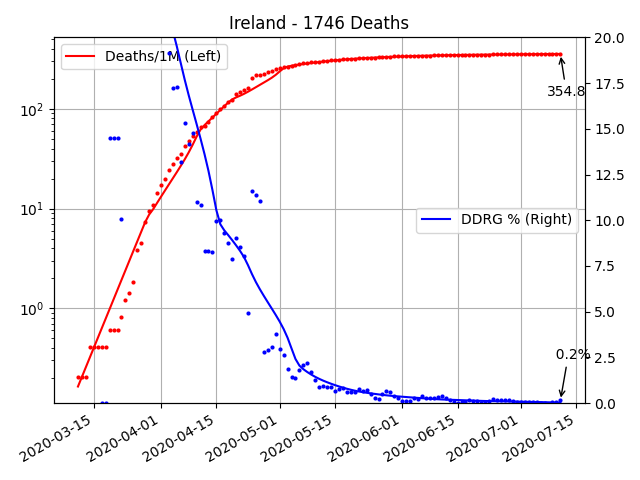 Ireland - 1746 Deaths
Deaths/1M (Left)
DDRG % (Right)
354.8
0.2%
10² 10¹ 10⁰
20.0
17.5
15.0
12.5
10.0
7.5
5.0
2.5
0.0
2020-03-15 2020-04-01 2020-04-15 2020-05-01 2020-05-15 2020-06-01 2020-06-15 2020-07-01 2020-07-15